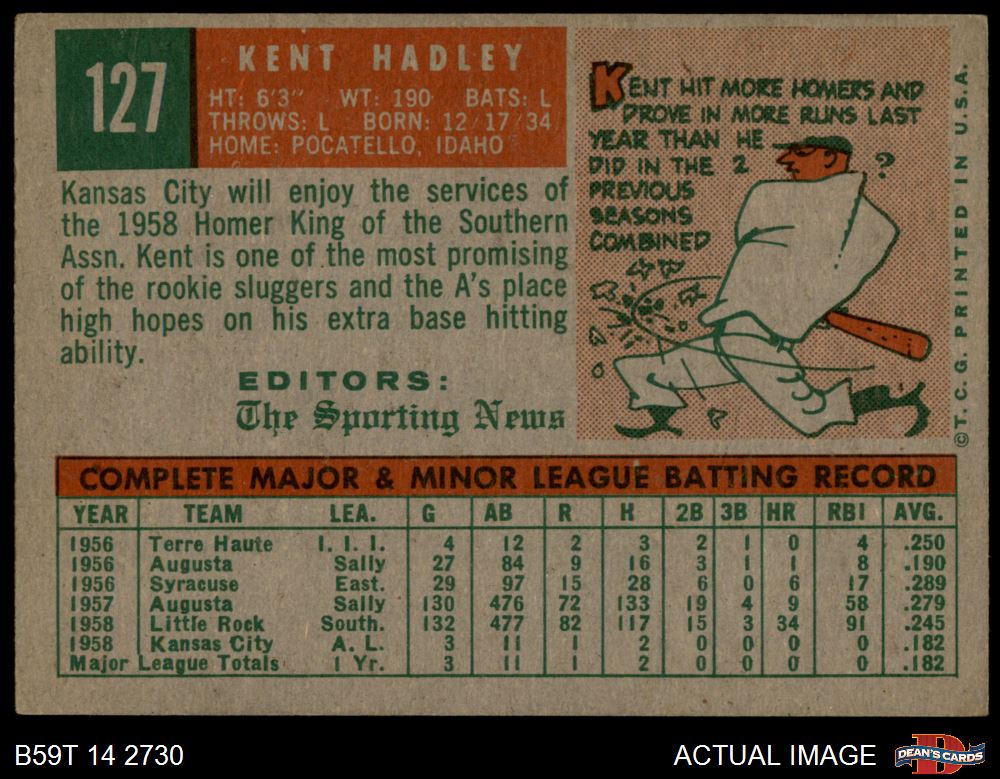 127
KENT HADLEY
HT: 6'3" WT: 190 BATS: L
THROWS: L BORN: 12/17/34
HOME: POCATELLO, IDAHO
Kansas City will enjoy the services of
the 1958 Homer King of the Southern
Assn. Kent is one of the most promising
of the rookie sluggers and the A's place
high hopes on his extra base hitting
ability.
EDITORS:
The Sporting News
KENT HIT MORE HOMERS AND
DROVE IN MORE RUNS LAST
YEAR THAN HE
DID IN THE 2
PREVIOUS
SEASONS
COMBINED
?
©T.C.G. PRINTED IN U.S.A.
COMPLETE MAJOR & MINOR LEAGUE BATTING RECORD
YEAR TEAM LEA. G AB R H 2B 3B HR RBI AVG.
1956 Terre Haute I. I. I. 4 12 2 3 2 1 0 4 .250
1956 Augusta Sally 27 84 9 16 3 1 1 8 .190
1956 Syracuse East. 29 97 15 28 6 0 6 17 .289
1957 Augusta Sally 130 476 72 133 19 4 9 58 .279
1958 Little Rock South. 132 477 82 117 15 3 34 91 .245
1958 Kansas City A. L. 3 11 1 2 0 0 0 0 .182
Major League Totals 1 Yr. 3 11 1 2 0 0 0 0 .182
B59T 14 2730
ACTUAL IMAGE
DEAN'S CARDS